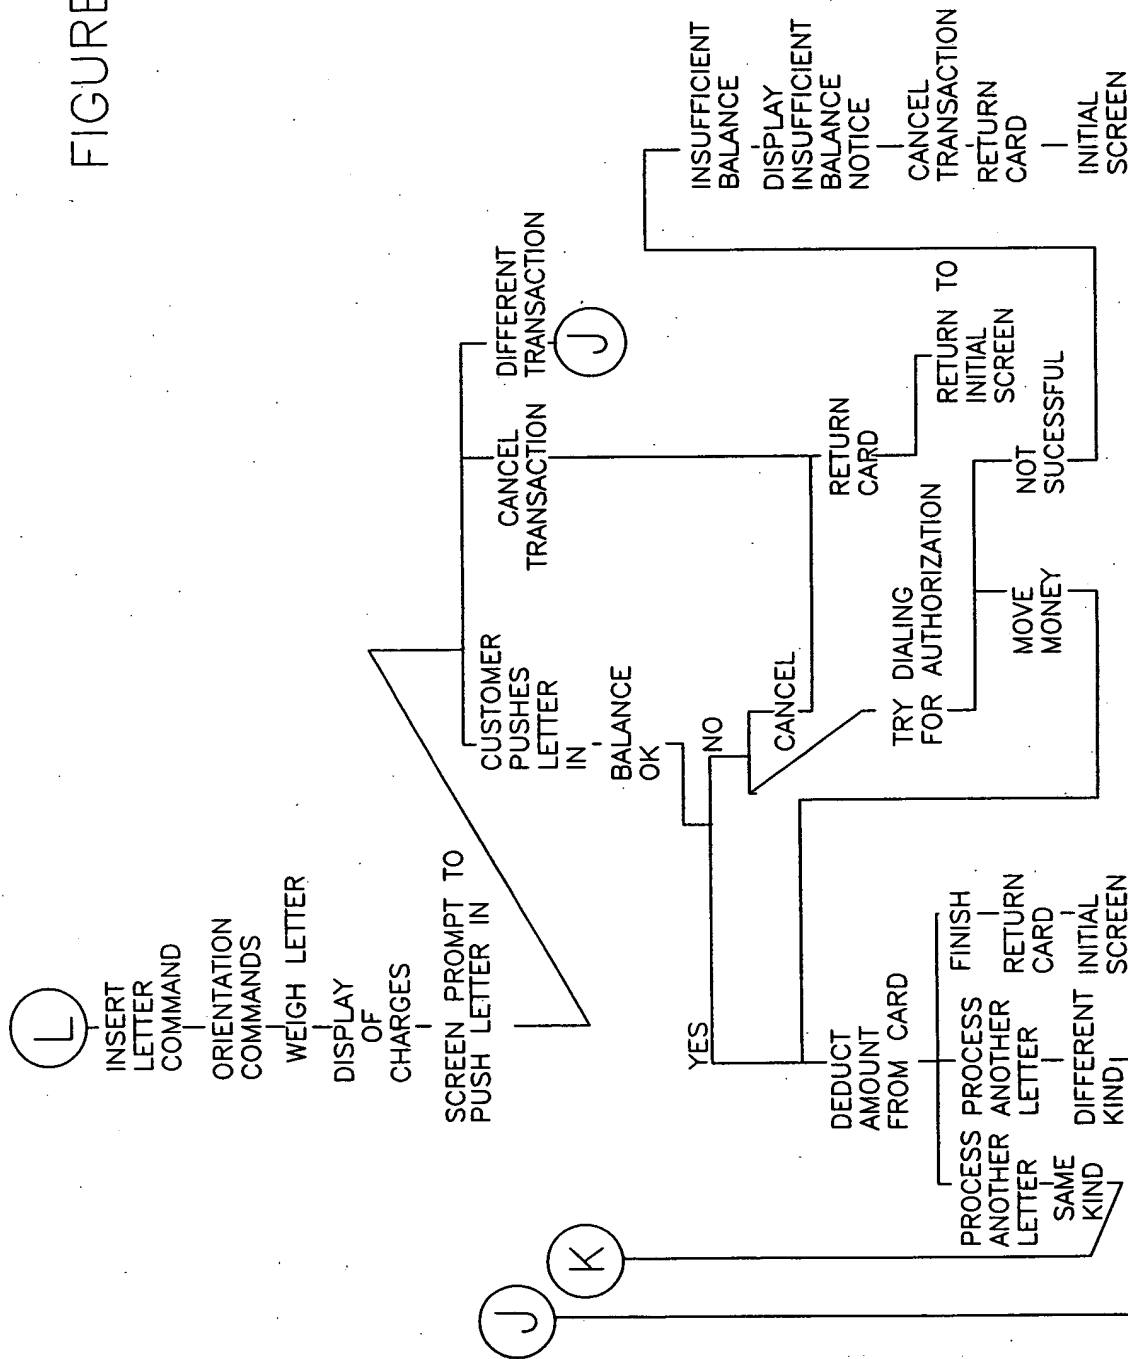 FIGURE
L
INSERT
LETTER
COMMAND
ORIENTATION
COMMANDS
WEIGH LETTER
DISPLAY
OF
CHARGES
SCREEN PROMPT TO
PUSH LETTER IN
CUSTOMER
PUSHES
LETTER
IN
BALANCE
OK
CANCEL
TRANSACTION
DIFFERENT
TRANSACTION
J
YES
NO
CANCEL
RETURN
CARD
RETURN TO
INITIAL
SCREEN
TRY DIALING
FOR AUTHORIZATION
MOVE
MONEY
NOT
SUCESSFUL
INSUFFICIENT
BALANCE
DISPLAY
INSUFFICIENT
BALANCE
NOTICE
CANCEL
TRANSACTION
RETURN
CARD
INITIAL
SCREEN
DEDUCT
AMOUNT
FROM CARD
PROCESS
ANOTHER
LETTER
SAME
KIND
PROCESS
ANOTHER
LETTER
DIFFERENT
KIND
FINISH
RETURN
CARD
INITIAL
SCREEN
K
J